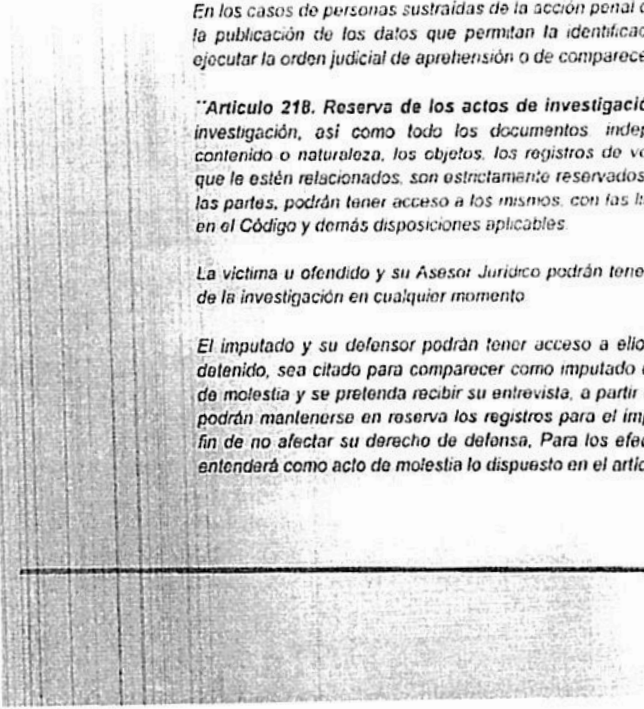 En los casos de personas sustraídas de la acción penal
la publicación de los datos que permitan la identificac
ejecutar la orden judicial de aprehensión o de comparece
"Articulo 218. Reserva de los actos de investigació
investigación, asi como todo los documentos, inde
contenido o naturaleza, los objetos, los registros de v
que le estén relacionados, son estrictamente reservados
las partes, podrán tener acceso a los mismos, con las
en el Código y demás disposiciones aplicables.
La victima u ofendido y su Asesor Jurídico podrán tene
de la investigación en cualquier momento
El imputado y su defensor podrán tener acceso a ello
detenido, sea citado para comparecer como imputado
de molestia y se pretenda recibir su entrevista, a partir
podrán mantenerse en reserva los registros para el imp
fin de no afectar su derecho de defensa, Para los efe
entenderá como acto de molestia lo dispuesto en el artíc